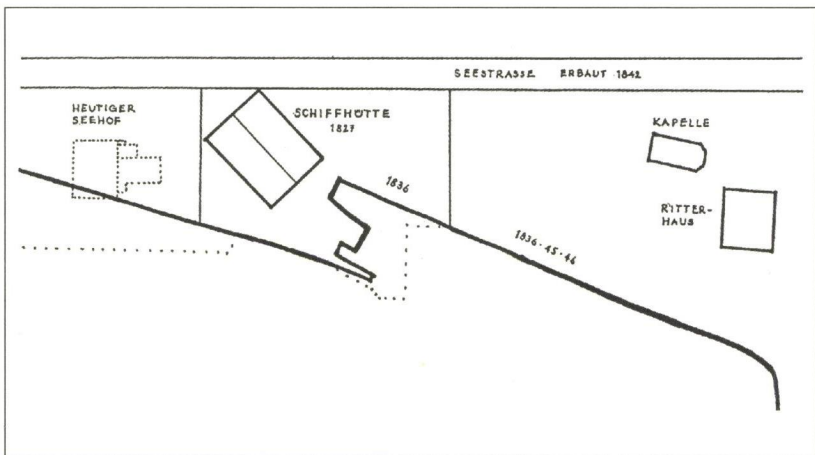 SEESTRASSE ERBAUT 1842
HEUTIGER
SEEHOF
SCHIFFHÜTTE
1827
KAPELLE
1836
RITTER-
HAUS
1836-45-46